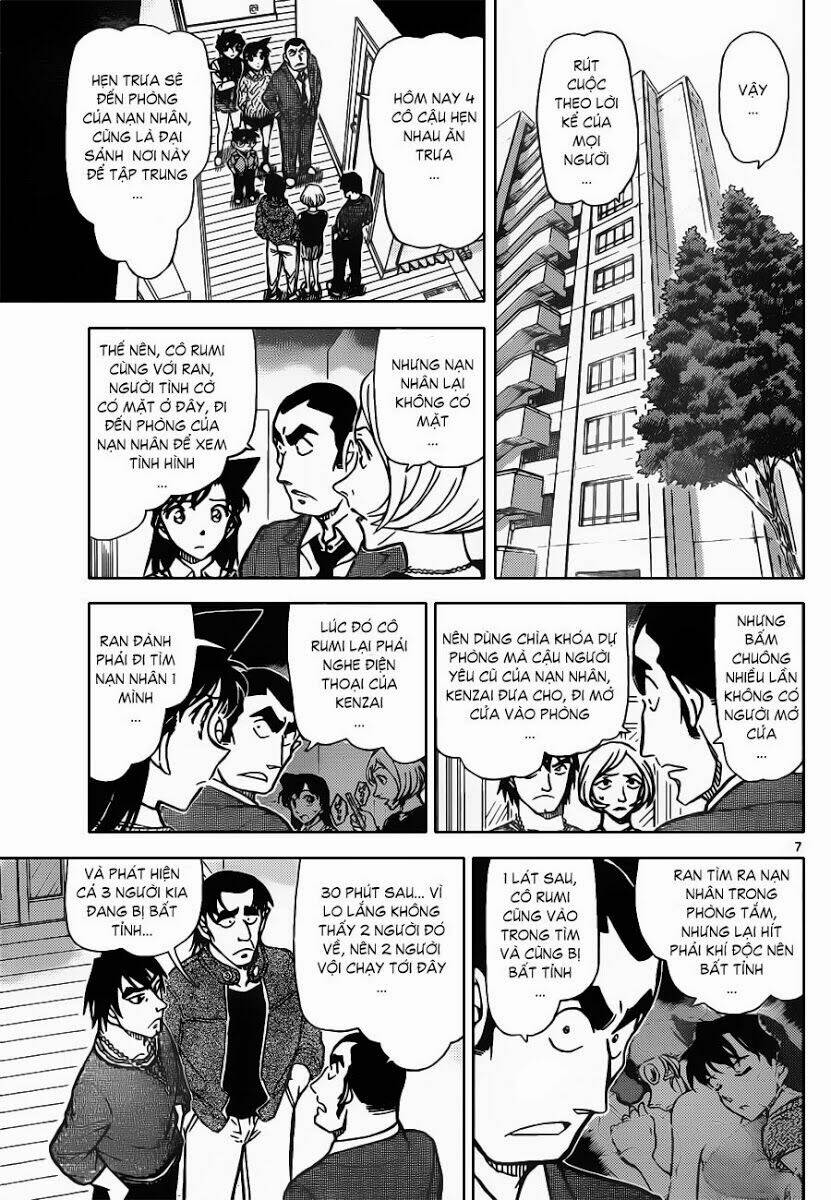 VẬY
...
RÚT
CUỘC
THEO LỜI
KỂ CỦA
MỌI
NGƯỜI
...
HÔM NAY 4
CÔ CẬU HẸN
NHAU ĂN
TRƯA
...
HẸN TRƯA SẼ
ĐẾN PHÒNG
CỦA NẠN NHÂN,
CŨNG LÀ ĐẠI
SẢNH NƠI NÀY
ĐỂ TẬP TRUNG
...
NHƯNG NẠN
NHÂN LẠI
KHÔNG CÓ
MẶT
...
THẾ NÊN, CÔ RUMI
CÙNG VỚI RAN,
NGƯỜI TÌNH CỜ
CÓ MẶT Ở ĐÂY, ĐI
ĐẾN PHÒNG CỦA
NẠN NHÂN ĐỂ XEM
TÌNH HÌNH
...
NHƯNG
BẤM
CHUÔNG
NHIỀU LẦN
KHÔNG CÓ
NGƯỜI MỞ
CỬA
...
NÊN DÙNG CHÌA KHÓA DỰ
PHÒNG MÀ CẬU NGƯỜI
YÊU CŨ CỦA NẠN NHÂN,
KENZAI ĐƯA CHO, ĐI MỞ
CỬA VÀO PHÒNG
...
LÚC ĐÓ CÔ
RUMI LẠI PHẢI
NGHE ĐIỆN
THOẠI CỦA
KENZAI
...
RAN ĐÀNH
PHẢI ĐI TÌM
NẠN NHÂN 1
MÌNH
...
7
RAN TÌM RA NẠN
NHÂN TRONG
PHÒNG TẮM,
NHƯNG LẠI HÍT
PHẢI KHÍ ĐỘC NÊN
BẤT TỈNH
...
1 LÁT SAU,
CÔ RUMI
CŨNG VÀO
TRONG TÌM
VÀ CŨNG BỊ
BẤT TỈNH
...
30 PHÚT SAU... VÌ
LO LẮNG KHÔNG
THẤY 2 NGƯỜI ĐÓ
VỀ, NÊN 2 NGƯỜI
VỘI CHẠY TỚI ĐÂY
...
VÀ PHÁT HIỆN
CẢ 3 NGƯỜI KIA
ĐANG BỊ BẤT
TỈNH...